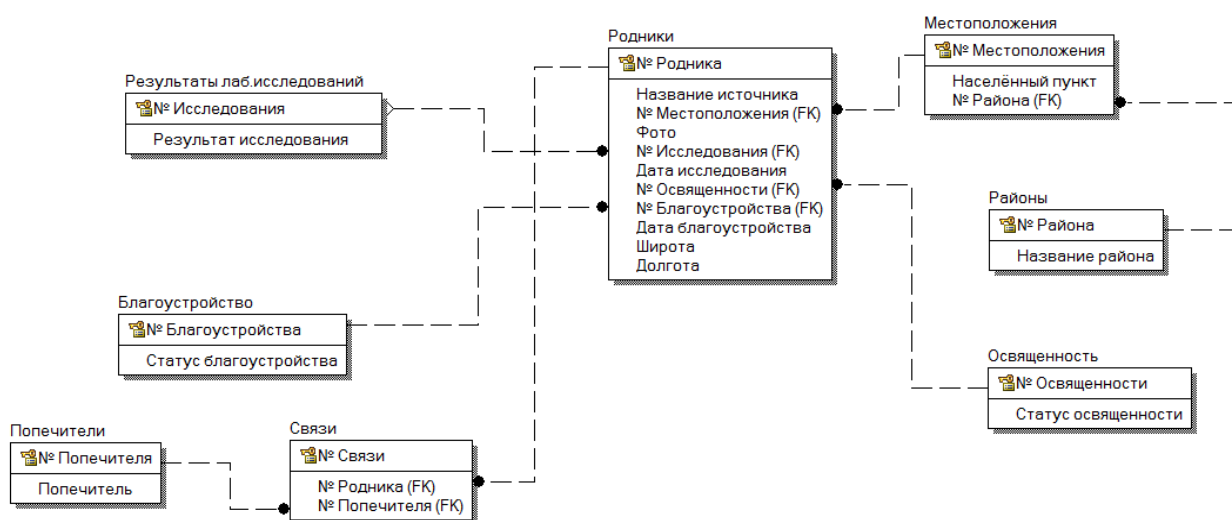 Родники
№ Родника
Название источника
№ Местоположения (FK)
Фото
№ Исследования (FK)
Дата исследования
№ Освященности (FK)
№ Благоустройства (FK)
Дата благоустройства
Широта
Долгота
Местоположения
№ Местоположения
Населённый пункт
№ Района (FK)
Результаты лаб.исследований
№ Исследования
Результат исследования
Районы
№ Района
Название района
Благоустройство
№ Благоустройства
Статус благоустройства
Освященность
№ Освященности
Статус освященности
Попечители
№ Попечителя
Попечитель
Связи
№ Связи
№ Родника (FK)
№ Попечителя (FK)